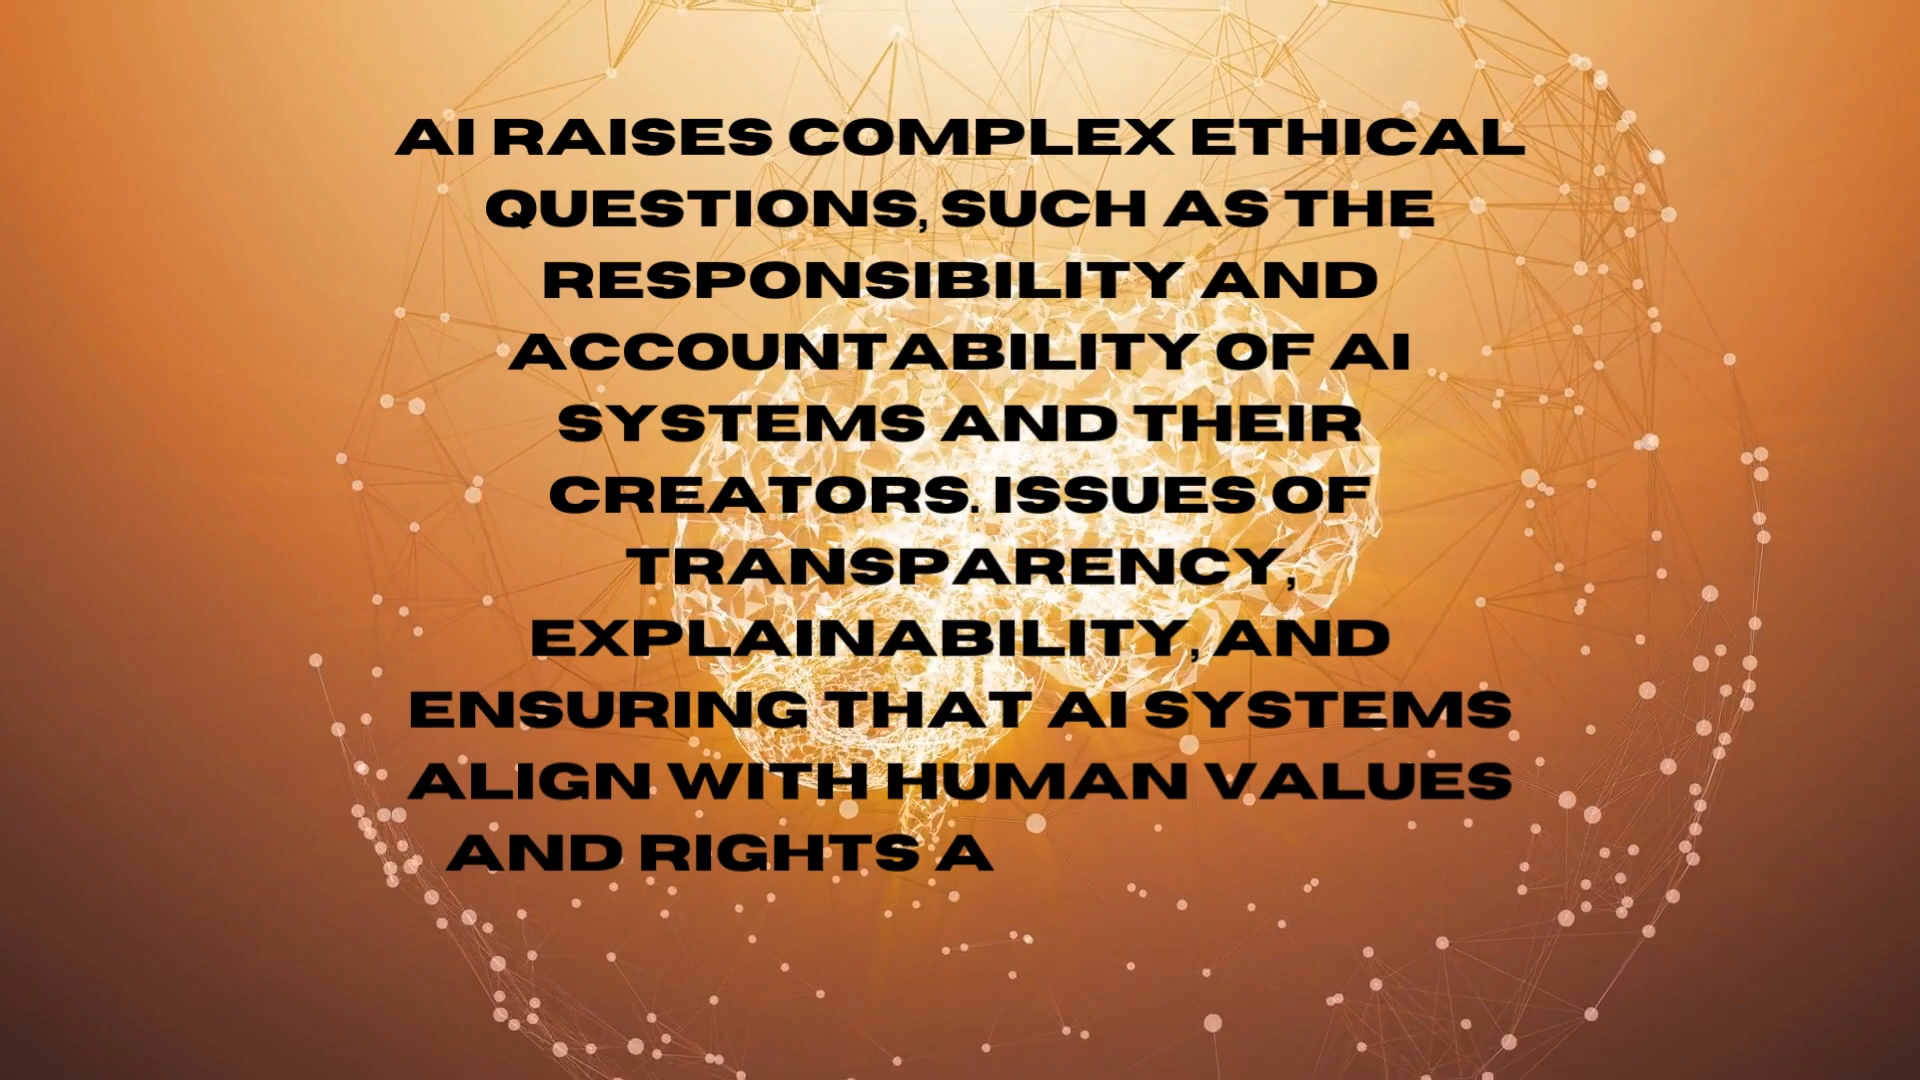 AI RAISES COMPLEX ETHICAL
QUESTIONS, SUCH AS THE
RESPONSIBILITY AND
ACCOUNTABILITY OF AI
SYSTEMS AND THEIR
CREATORS. ISSUES OF
TRANSPARENCY,
EXPLAINABILITY, AND
ENSURING THAT AI SYSTEMS
ALIGN WITH HUMAN VALUES
AND RIGHTS A